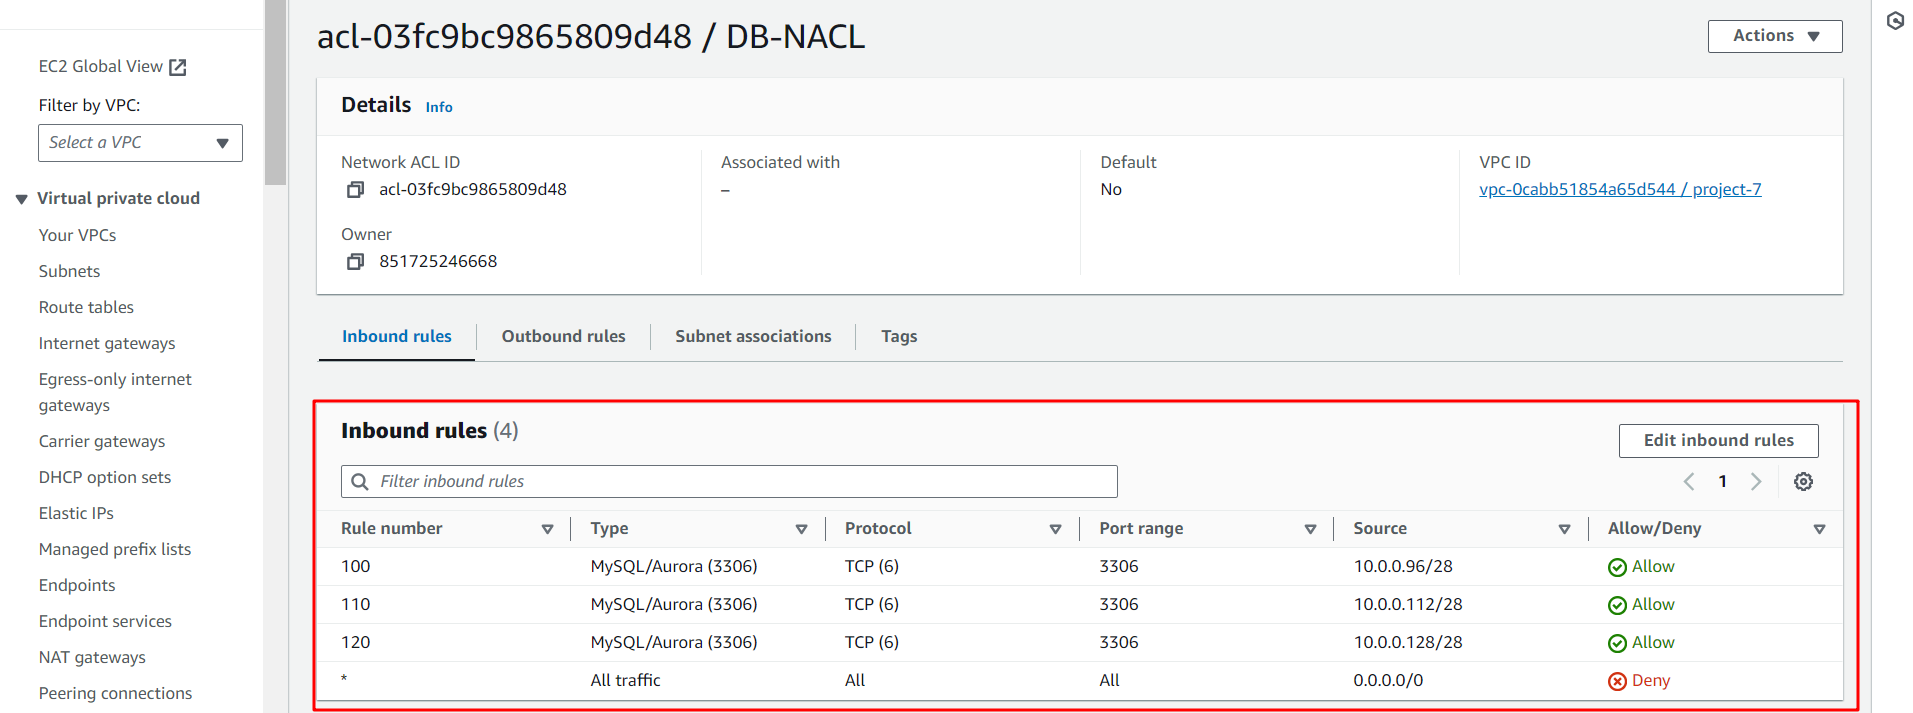 EC2 Global View
Filter by VPC:
Select a VPC
Virtual private cloud
Your VPCs
Subnets
Route tables
Internet gateways
Egress-only internet
gateways
Carrier gateways
DHCP option sets
Elastic IPs
Managed prefix lists
Endpoints
Endpoint services
NAT gateways
Peering connections
acl-03fc9bc9865809d48 / DB-NACL
Actions
Details Info
Network ACL ID
acl-03fc9bc9865809d48
Associated with
–
Default
No
VPC ID
vpc-0cabb51854a65d544 / project-7
Owner
851725246668
Inbound rules Outbound rules Subnet associations Tags
Inbound rules (4)
Edit inbound rules
Filter inbound rules
1
Rule number Type Protocol Port range Source Allow/Deny
100 MySQL/Aurora (3306) TCP (6) 3306 10.0.0.96/28 Allow
110 MySQL/Aurora (3306) TCP (6) 3306 10.0.0.112/28 Allow
120 MySQL/Aurora (3306) TCP (6) 3306 10.0.0.128/28 Allow
* All traffic All All 0.0.0.0/0 Deny